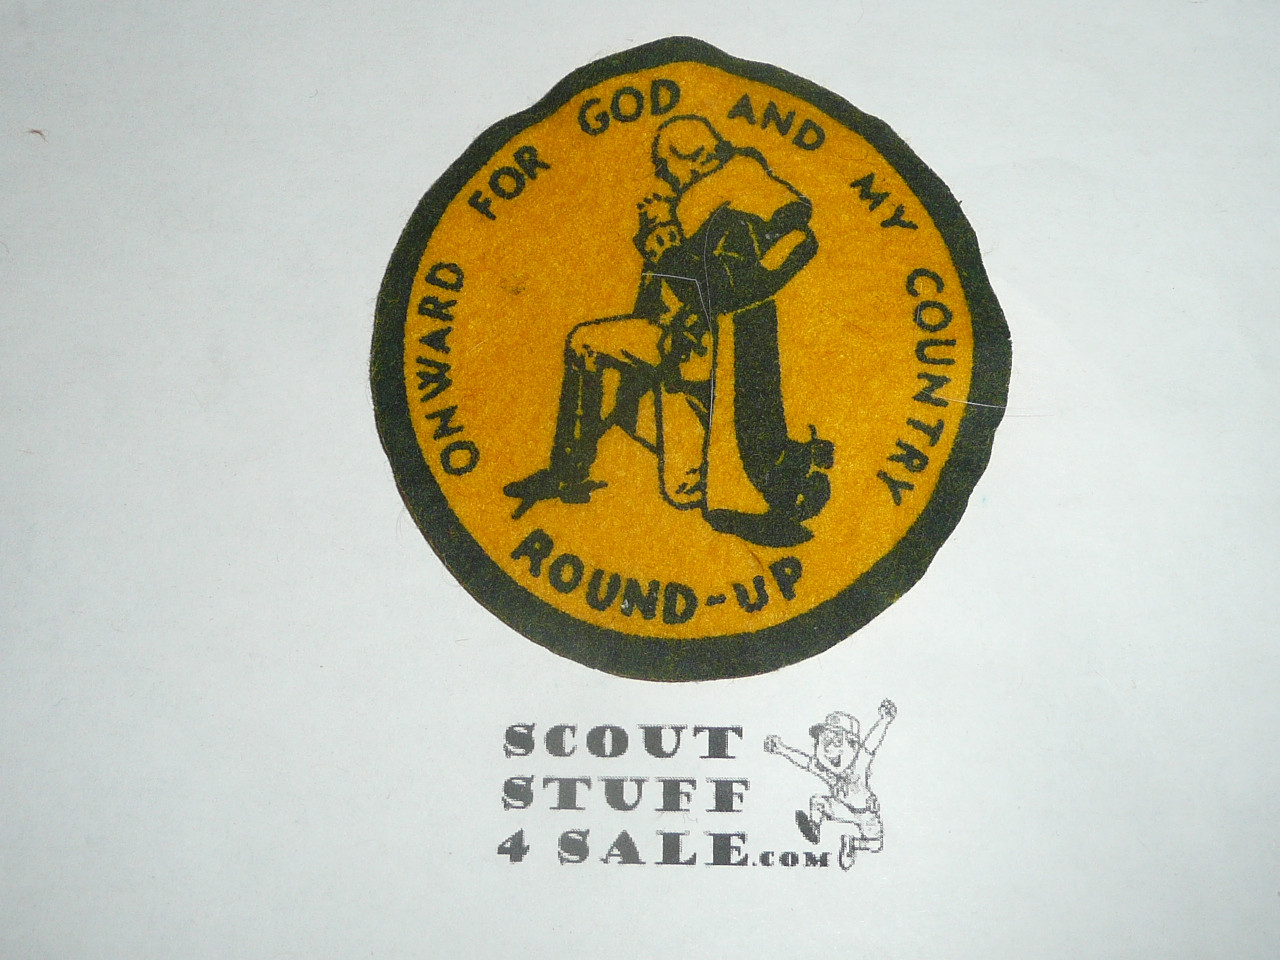 ONWARD FOR GOD AND MY COUNTRY
ROUND-UP
SCOUT
STUFF
4 SALE.COM